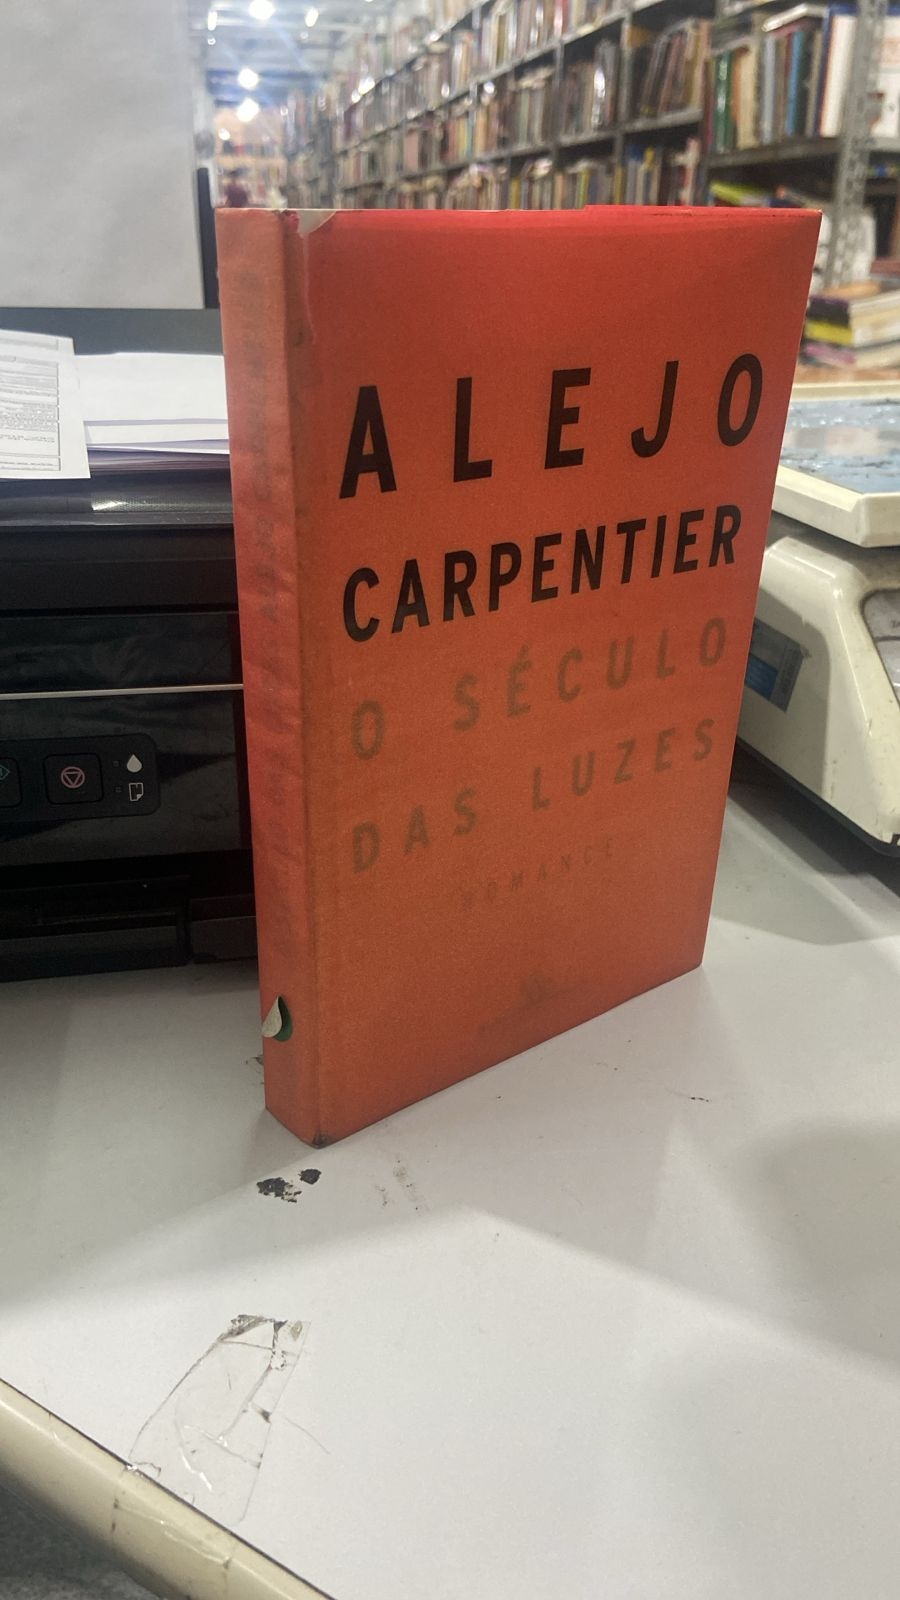 ALEJO
CARPENTIER
O SÉCULO
DAS LUZES
ROMANCE